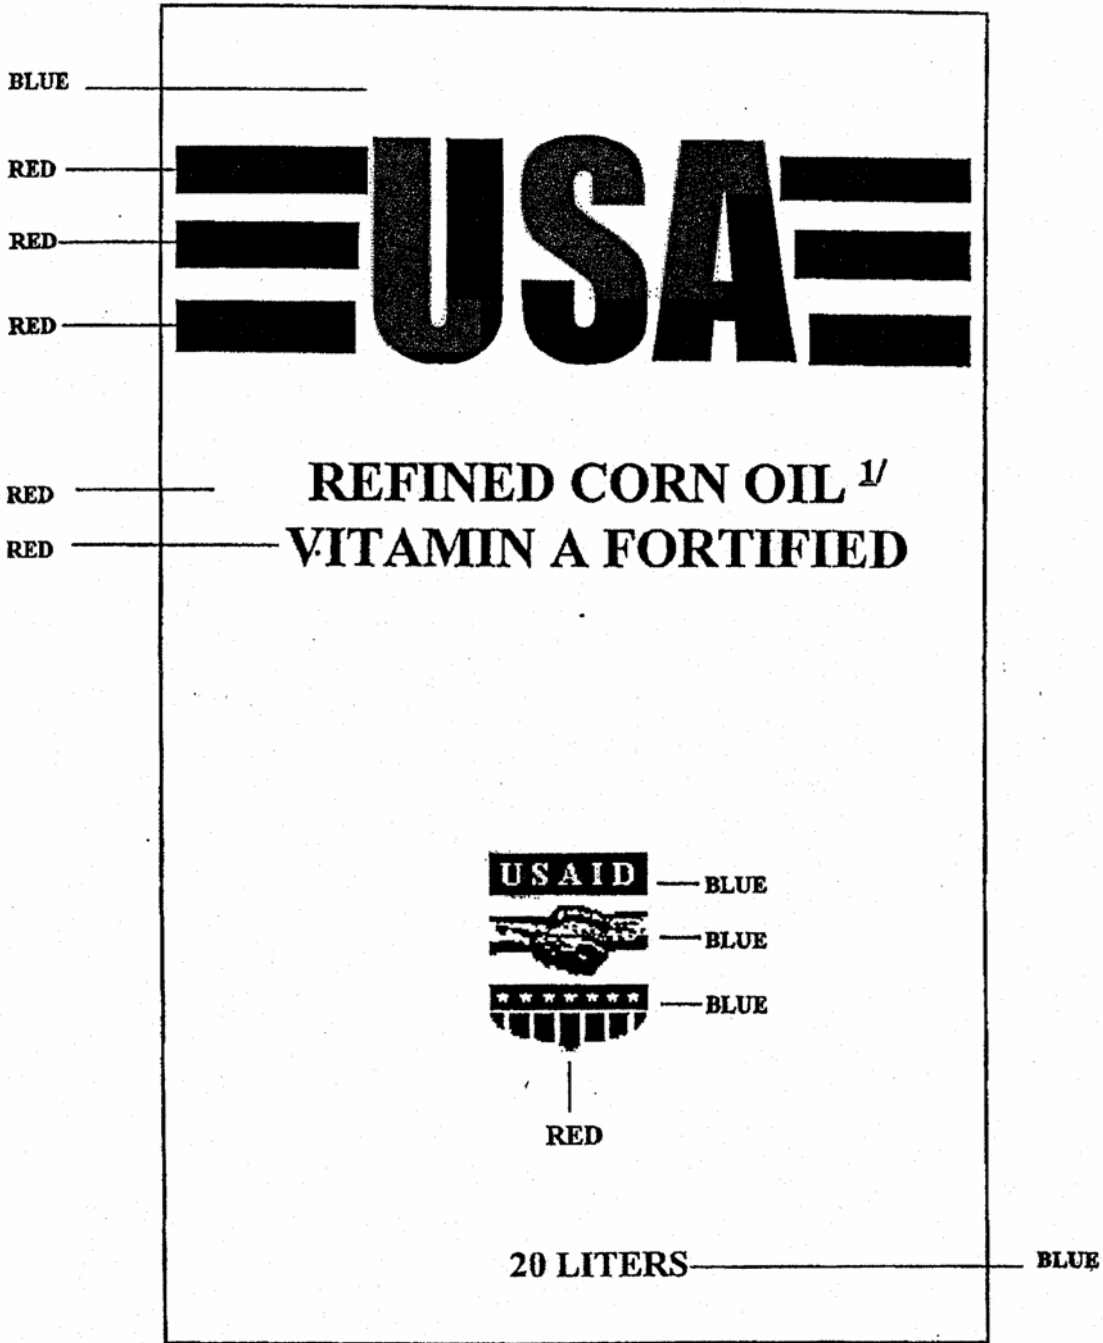 BLUE
USA
RED
RED
RED
RED REFINED CORN OIL 1/
RED VITAMIN A FORTIFIED
USAID BLUE
BLUE
BLUE
RED
20 LITERS BLUE